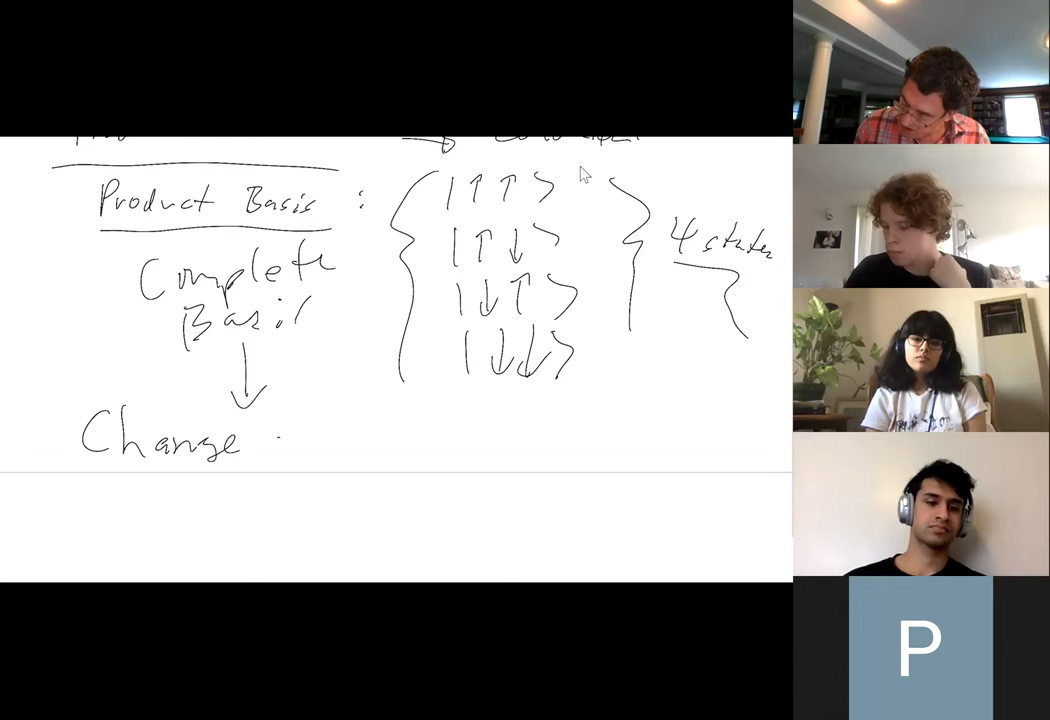 Product Basis : { |↑↑> }
|↑↓> 4 states
Complete
Basis |↓↑>
|↓↓>
Change
P